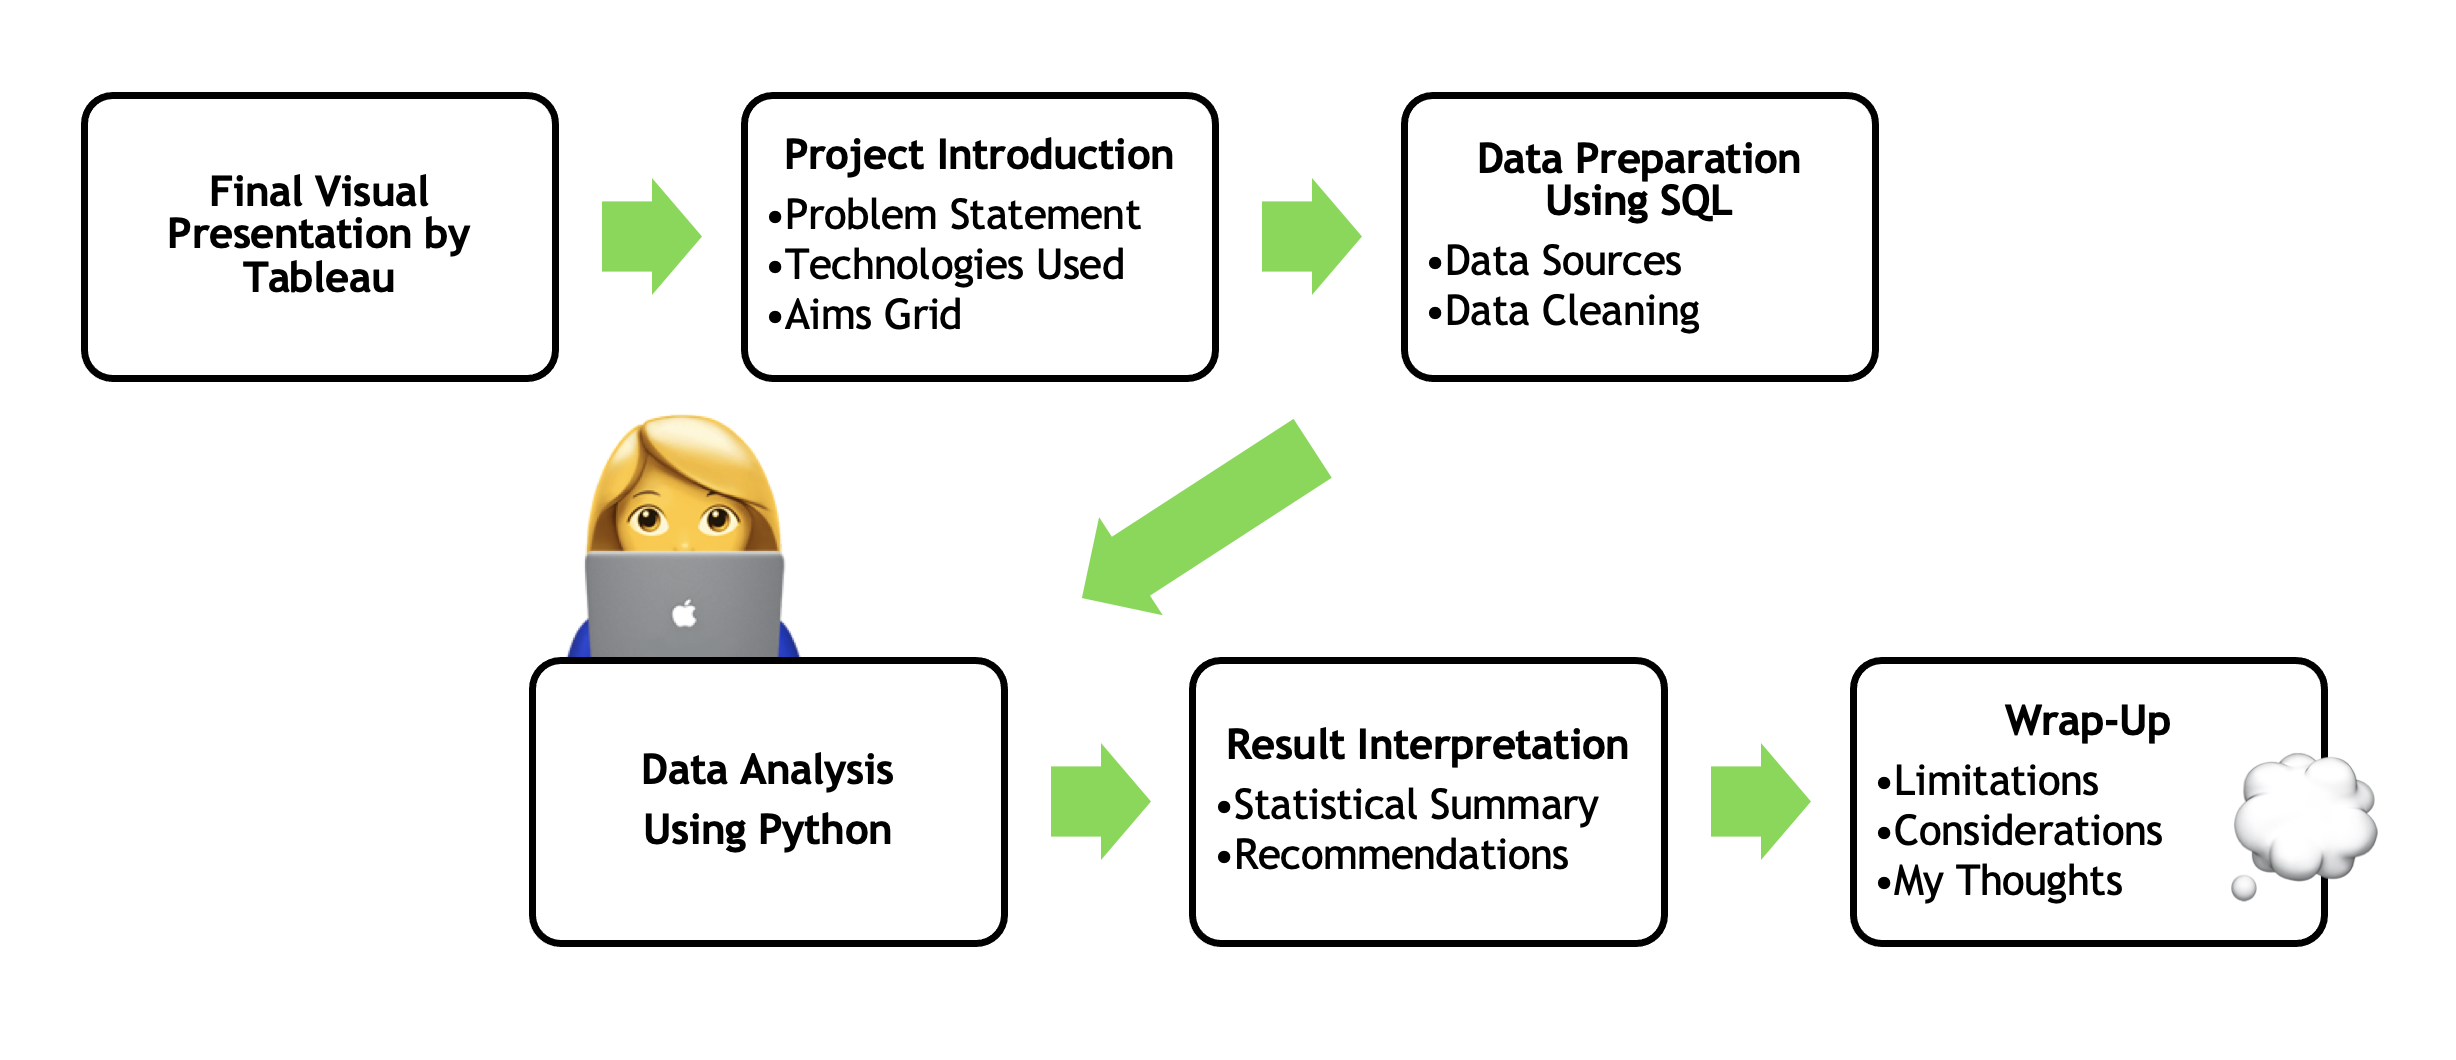 Final Visual
Presentation by
Tableau
Project Introduction
•Problem Statement
•Technologies Used
•Aims Grid
Data Preparation
Using SQL
•Data Sources
•Data Cleaning
Data Analysis
Using Python
Result Interpretation
•Statistical Summary
•Recommendations
Wrap-Up
•Limitations
•Considerations
•My Thoughts